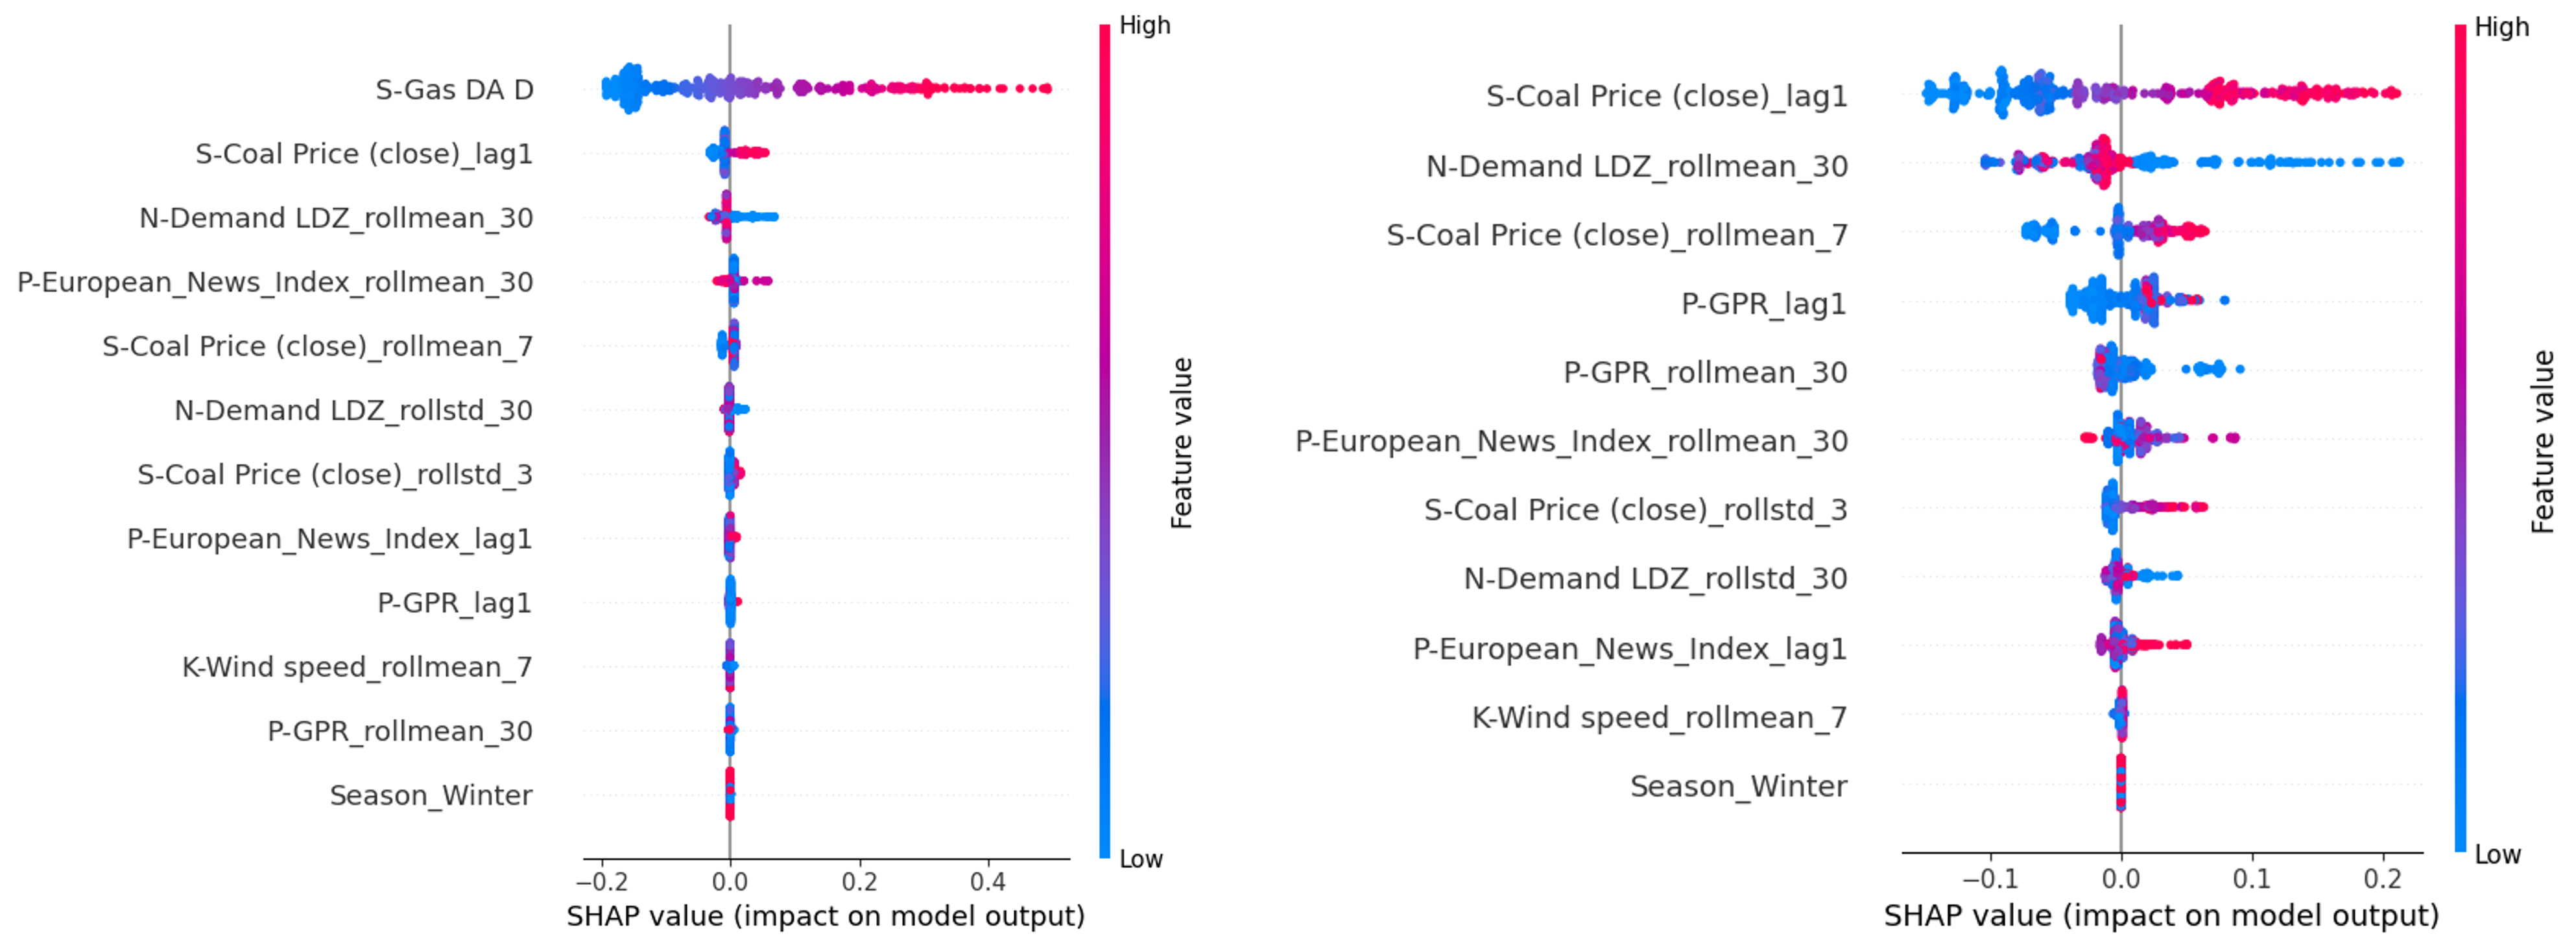 High
S-Gas DA D
S-Coal Price (close)_lag1
N-Demand LDZ_rollmean_30
P-European_News_Index_rollmean_30
S-Coal Price (close)_rollmean_7
N-Demand LDZ_rollstd_30
S-Coal Price (close)_rollstd_3
P-European_News_Index_lag1
P-GPR_lag1
K-Wind speed_rollmean_7
P-GPR_rollmean_30
Season_Winter
Feature value
Low
−0.2 0.0 0.2 0.4
SHAP value (impact on model output)
High
S-Coal Price (close)_lag1
N-Demand LDZ_rollmean_30
S-Coal Price (close)_rollmean_7
P-GPR_lag1
P-GPR_rollmean_30
P-European_News_Index_rollmean_30
S-Coal Price (close)_rollstd_3
N-Demand LDZ_rollstd_30
P-European_News_Index_lag1
K-Wind speed_rollmean_7
Season_Winter
Feature value
Low
−0.1 0.0 0.1 0.2
SHAP value (impact on model output)